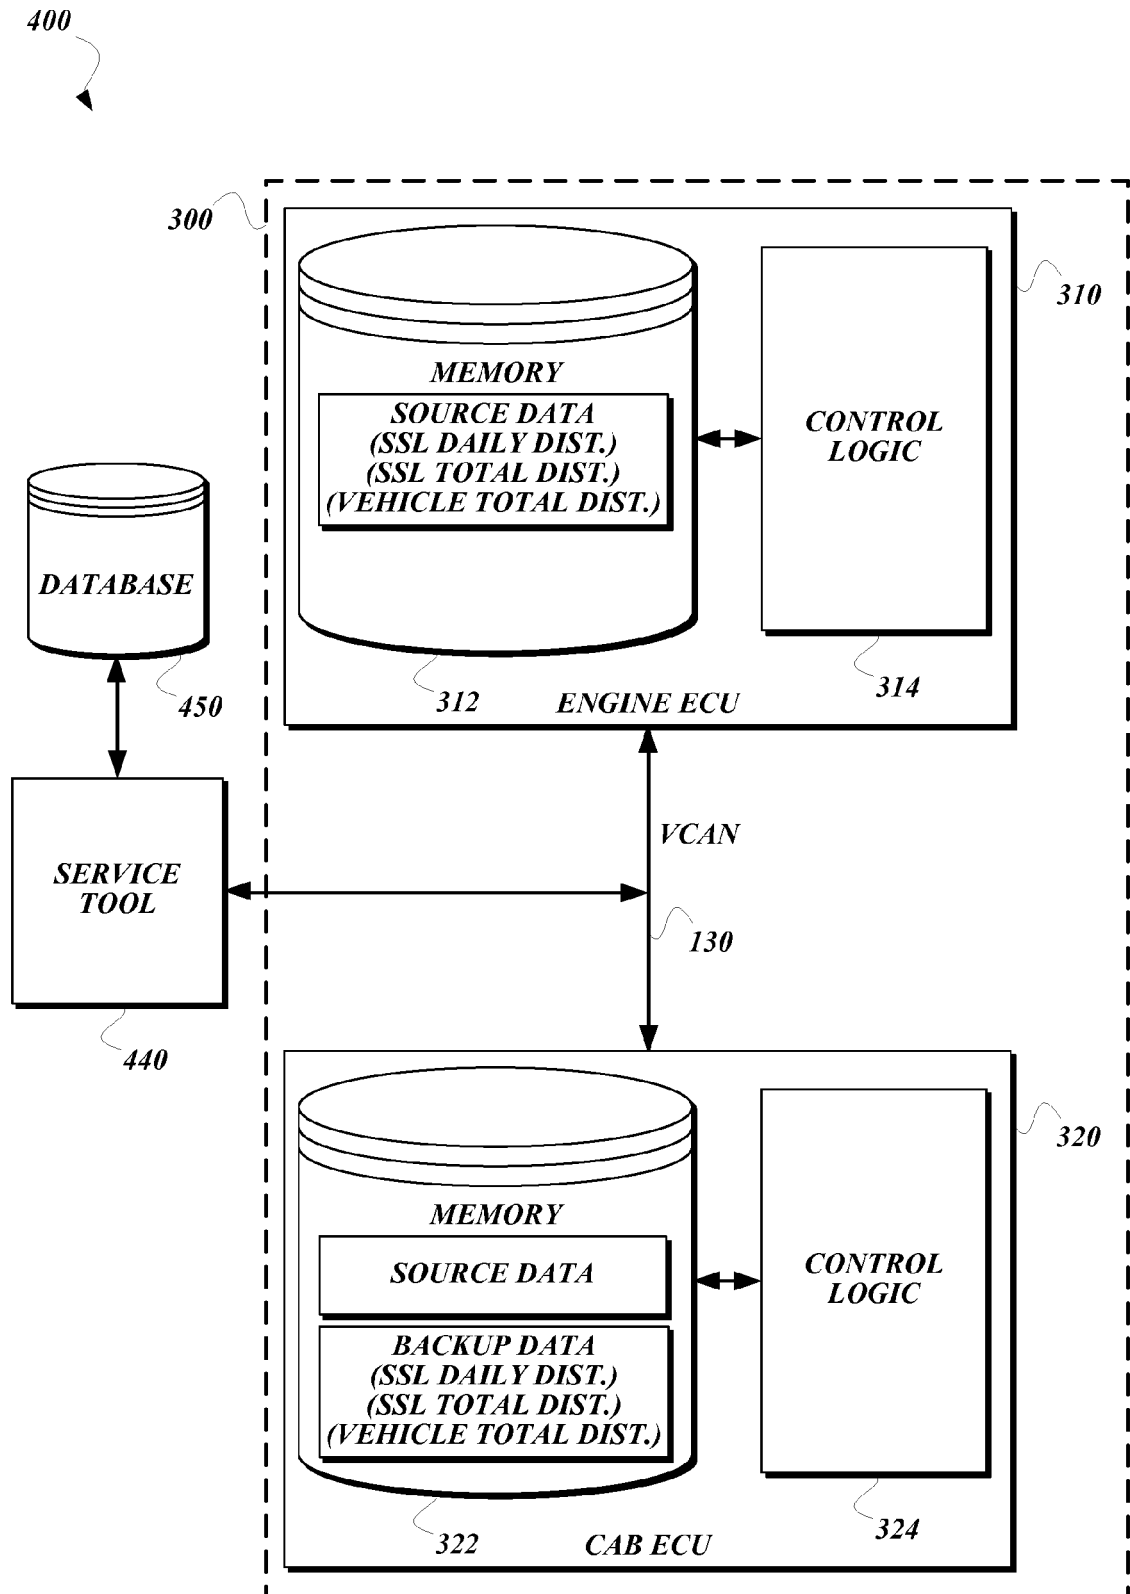 400
300
310
MEMORY
SOURCE DATA
(SSL DAILY DIST.)
(SSL TOTAL DIST.)
(VEHICLE TOTAL DIST.)
CONTROL
LOGIC
312
314
ENGINE ECU
DATABASE
450
SERVICE
TOOL
440
VCAN
130
320
MEMORY
SOURCE DATA
BACKUP DATA
(SSL DAILY DIST.)
(SSL TOTAL DIST.)
(VEHICLE TOTAL DIST.)
CONTROL
LOGIC
322
324
CAB ECU